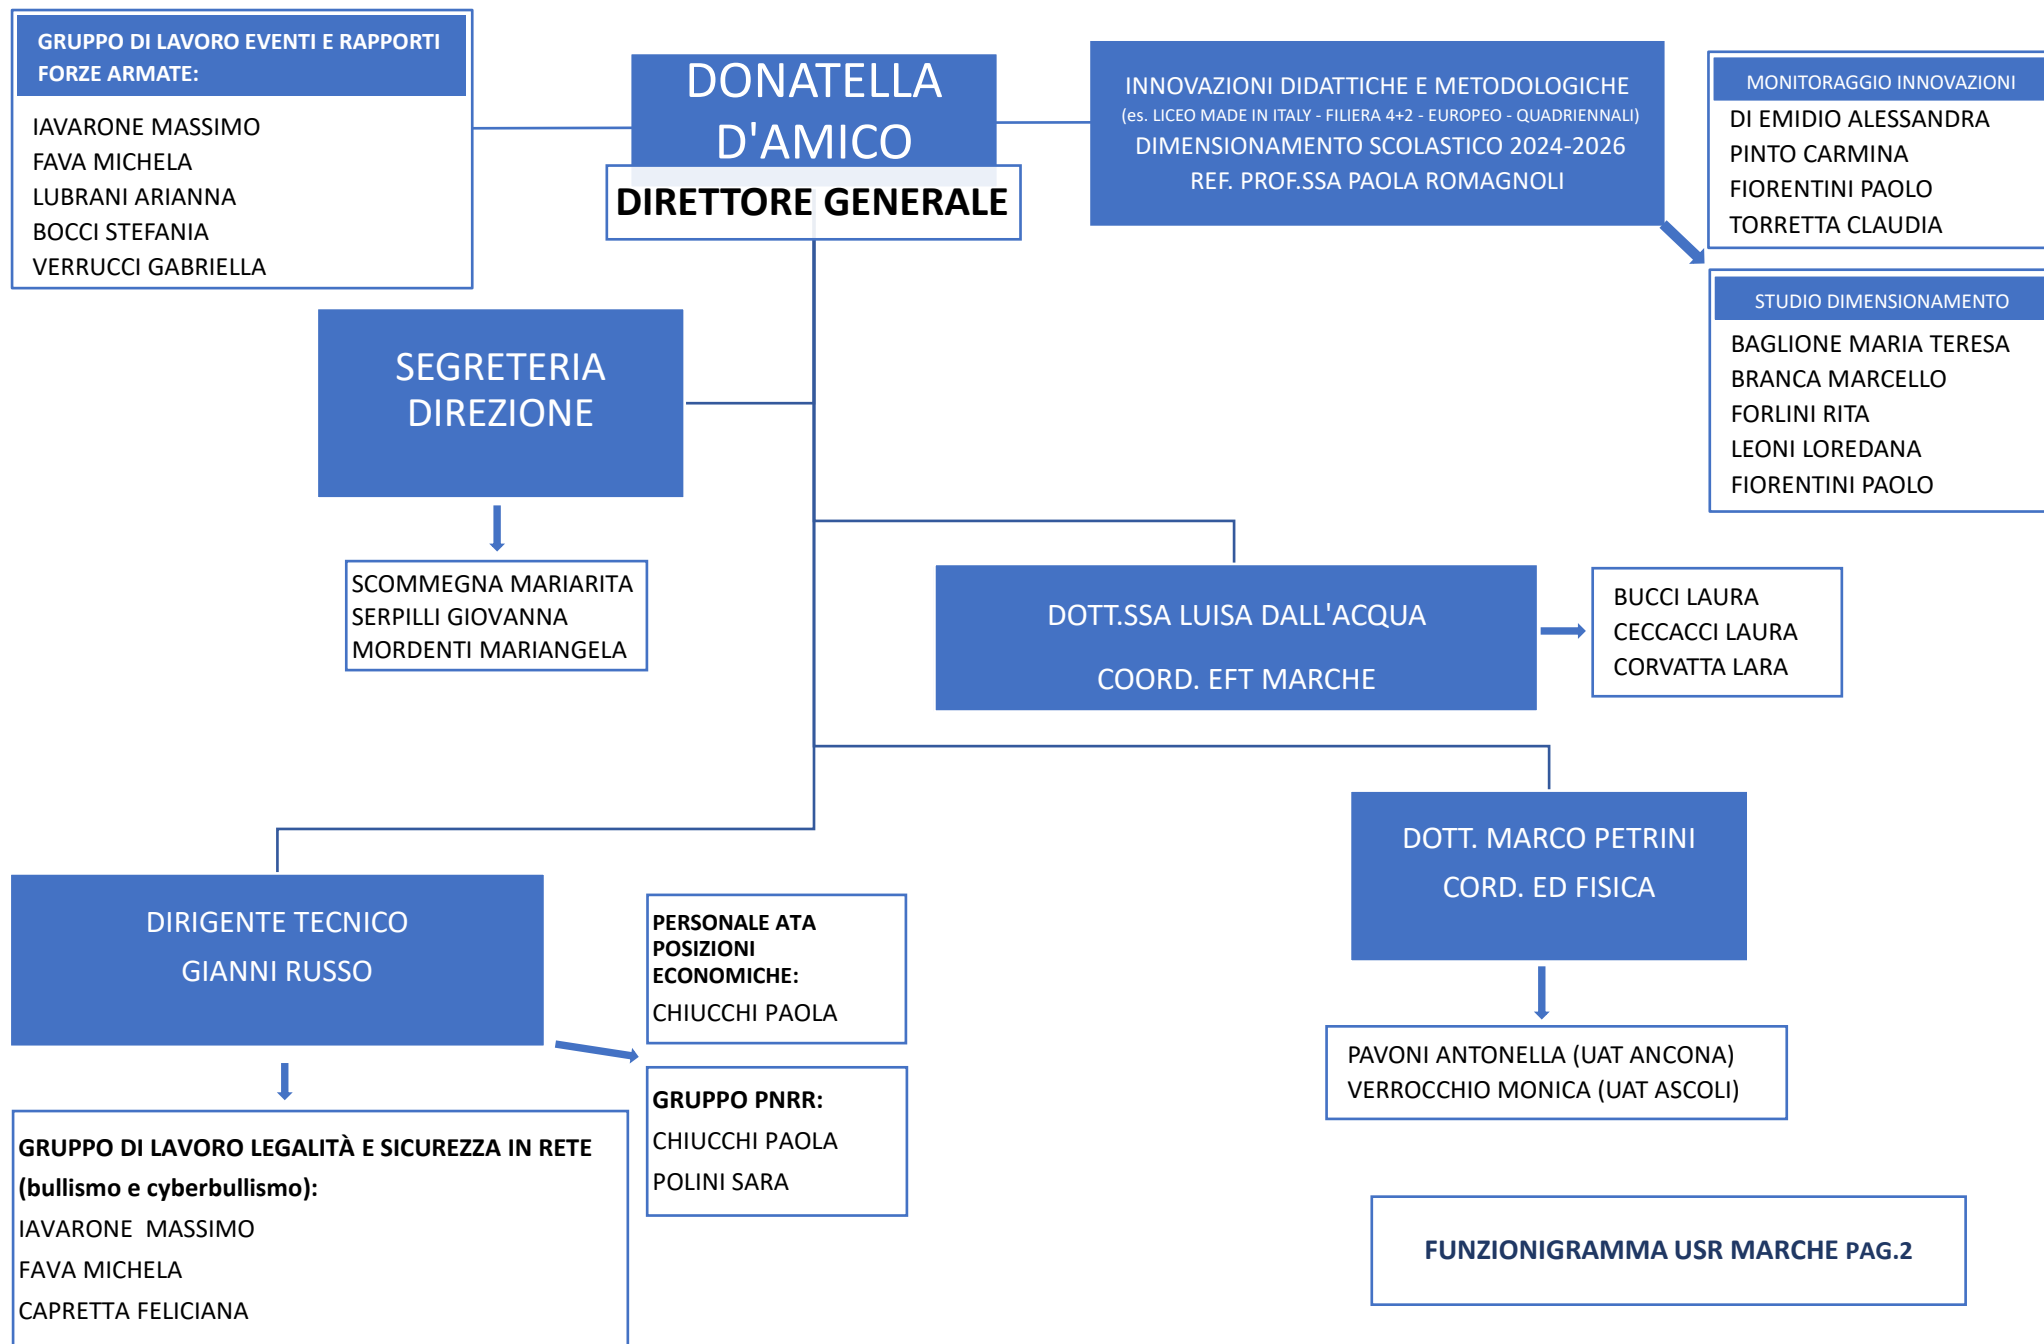 GRUPPO DI LAVORO EVENTI E RAPPORTI
FORZE ARMATE:
IAVARONE MASSIMO
FAVA MICHELA
LUBRANI ARIANNA
BOCCI STEFANIA
VERRUCCI GABRIELLA
DONATELLA
D'AMICO
DIRETTORE GENERALE
INNOVAZIONI DIDATTICHE E METODOLOGICHE
(es. LICEO MADE IN ITALY - FILIERA 4+2 - EUROPEO - QUADRIENNALI)
DIMENSIONAMENTO SCOLASTICO 2024-2026
REF. PROF.SSA PAOLA ROMAGNOLI
MONITORAGGIO INNOVAZIONI
DI EMIDIO ALESSANDRA
PINTO CARMINA
FIORENTINI PAOLO
TORRETTA CLAUDIA
STUDIO DIMENSIONAMENTO
BAGLIONE MARIA TERESA
BRANCA MARCELLO
FORLINI RITA
LEONI LOREDANA
FIORENTINI PAOLO
SEGRETERIA
DIREZIONE
SCOMMEGNA MARIARITA
SERPILLI GIOVANNA
MORDENTI MARIANGELA
DOTT.SSA LUISA DALL'ACQUA
COORD. EFT MARCHE
BUCCI LAURA
CECCACCI LAURA
CORVATTA LARA
DOTT. MARCO PETRINI
CORD. ED FISICA
PAVONI ANTONELLA (UAT ANCONA)
VERROCCHIO MONICA (UAT ASCOLI)
DIRIGENTE TECNICO
GIANNI RUSSO
PERSONALE ATA
POSIZIONI
ECONOMICHE:
CHIUCCHI PAOLA
GRUPPO PNRR:
CHIUCCHI PAOLA
POLINI SARA
GRUPPO DI LAVORO LEGALITÀ E SICUREZZA IN RETE
(bullismo e cyberbullismo):
IAVARONE  MASSIMO
FAVA MICHELA
CAPRETTA FELICIANA
FUNZIONIGRAMMA USR MARCHE PAG.2